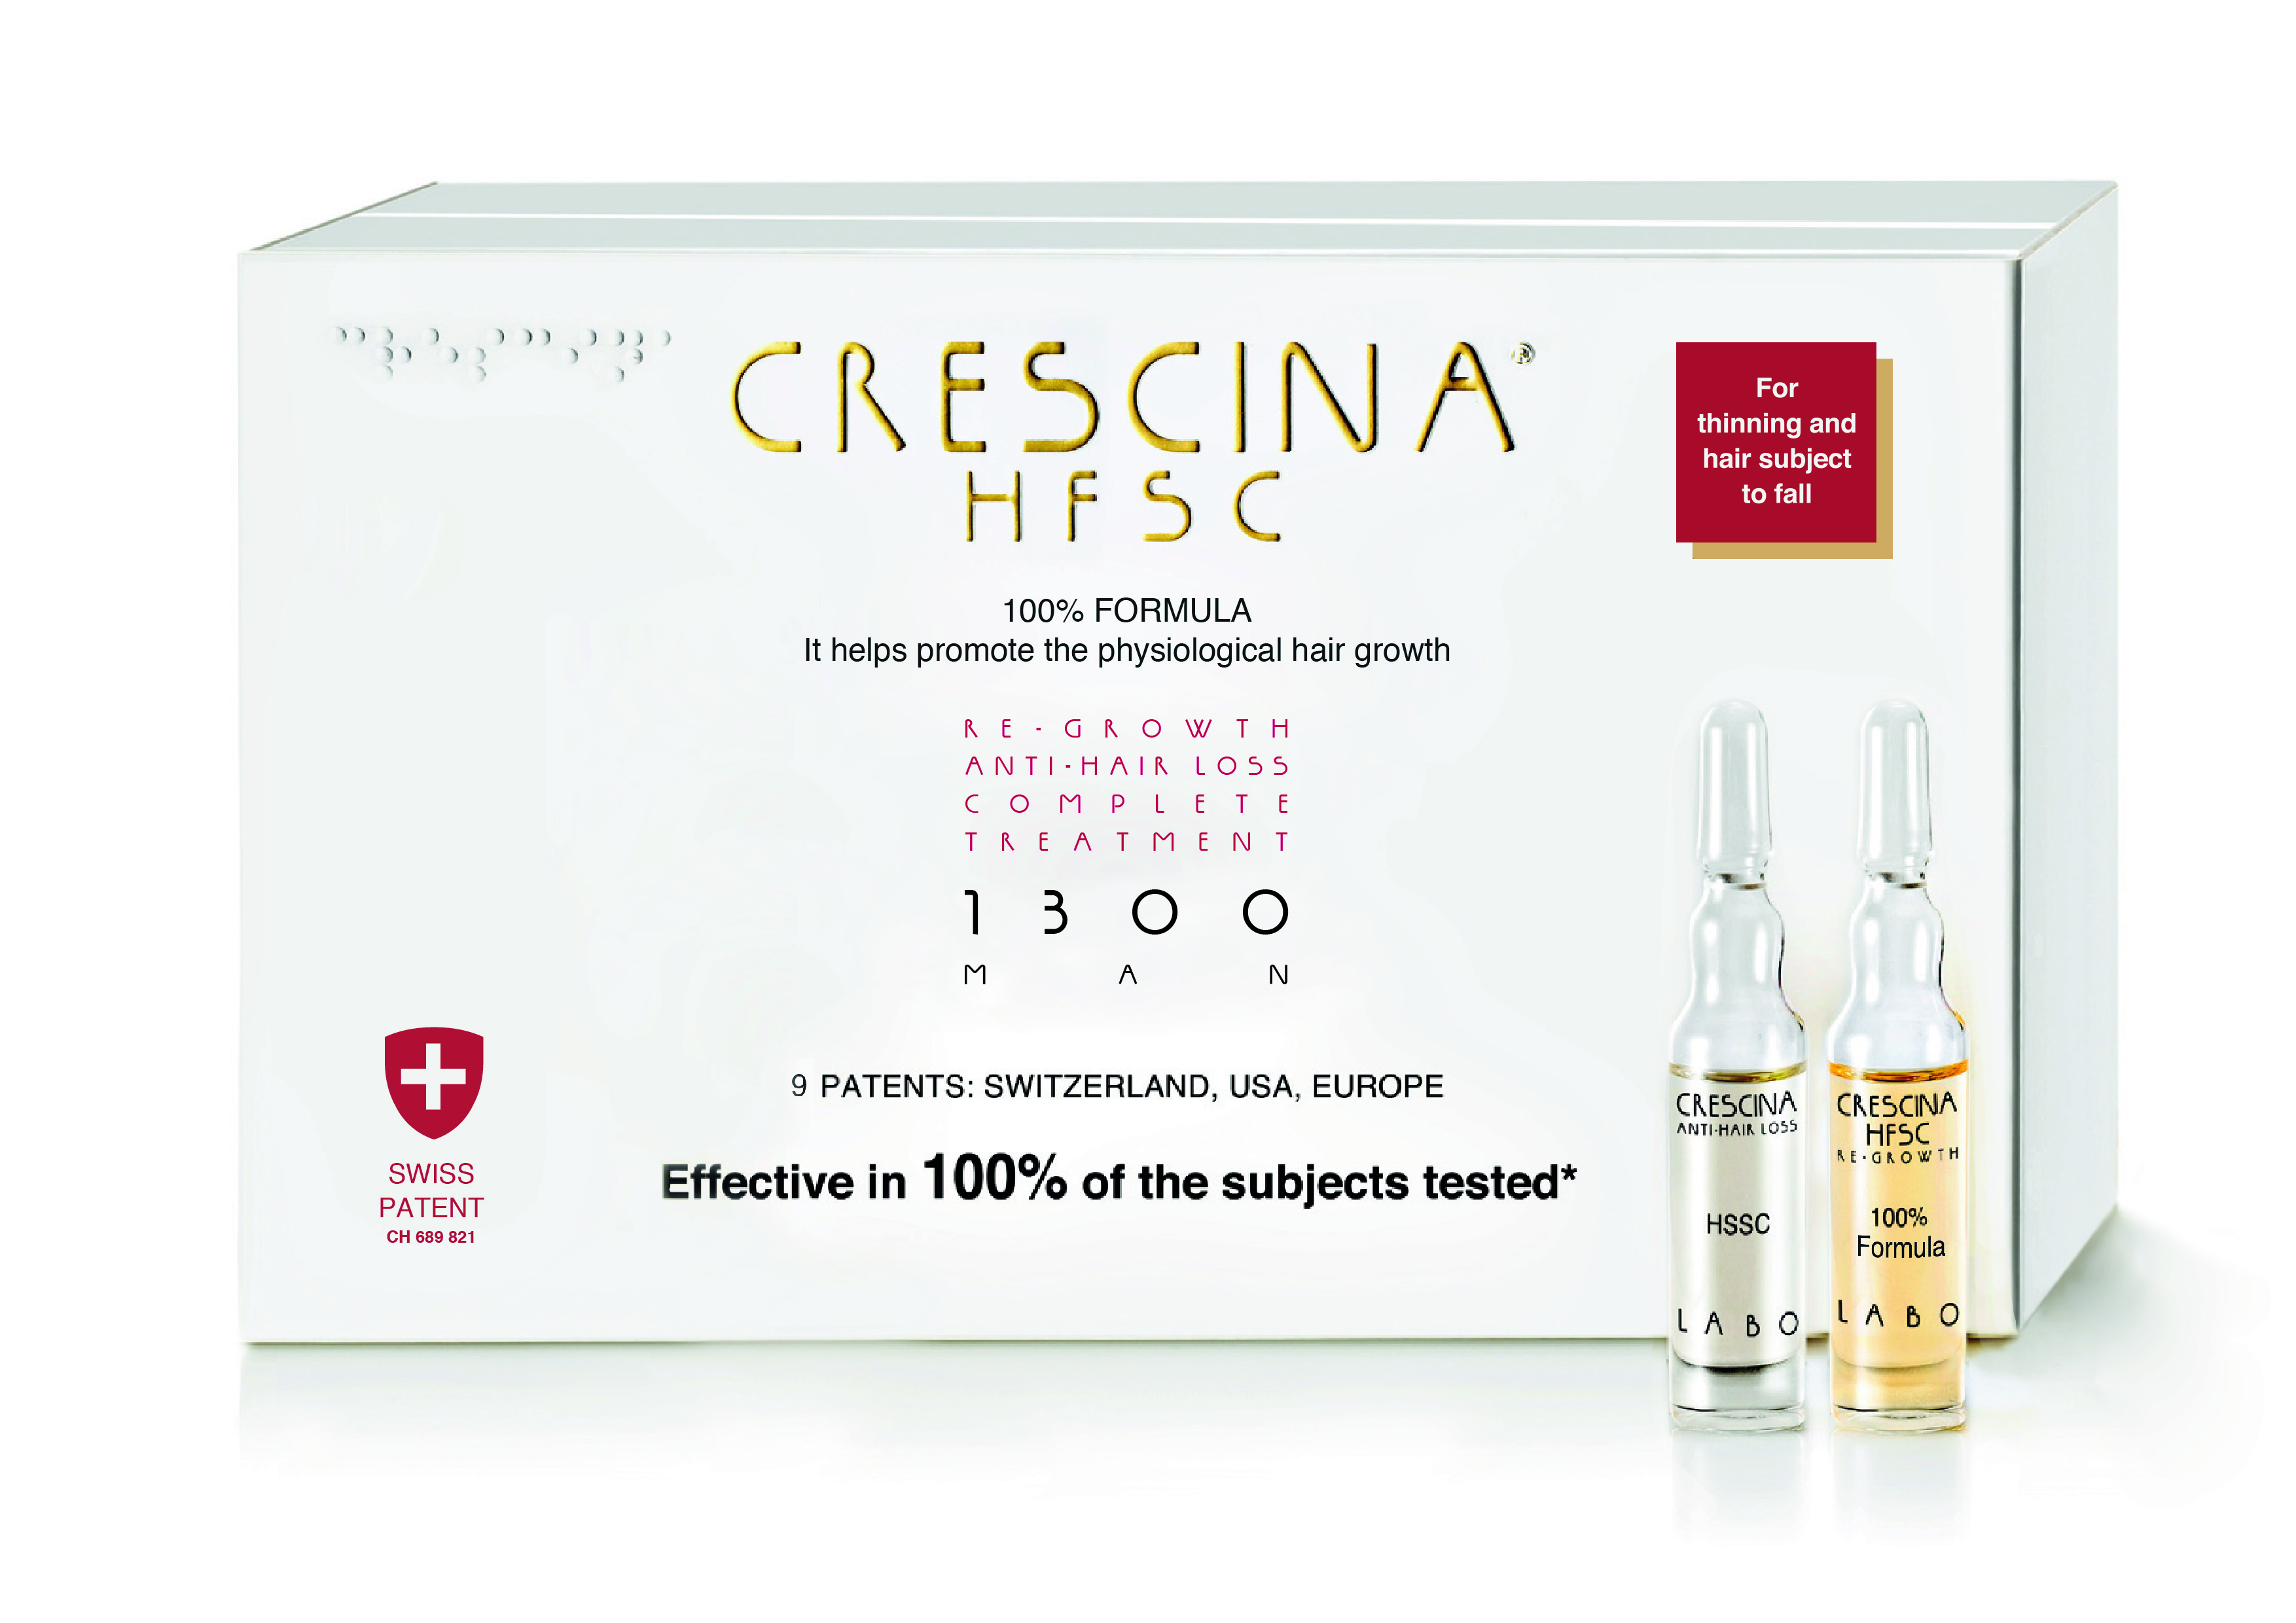 CRESCINA®
HFSC
100% FORMULA
It helps promote the physiological hair growth
RE-GROWTH
ANTI-HAIR LOSS
COMPLETE
TREATMENT
1300
MAN
9 PATENTS: SWITZERLAND, USA, EUROPE
Effective in 100% of the subjects tested*
For
thinning and
hair subject
to fall
SWISS
PATENT
CH 689 821
CRESCINA
ANTI-HAIR LOSS
HSSC
LABO
CRESCINA
HFSC
RE-GROWTH
100%
Formula
LABO